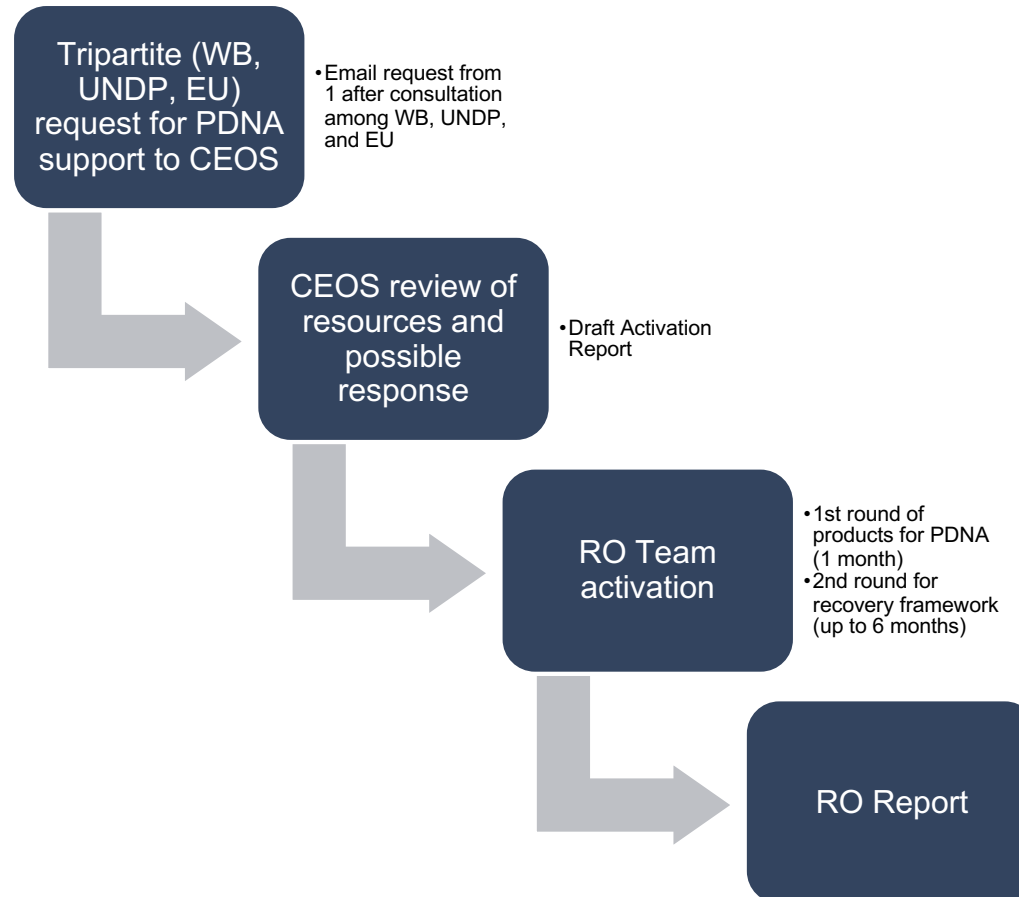 Tripartite (WB,
UNDP, EU)
request for PDNA
support to CEOS
•Email request from
1 after consultation
among WB, UNDP,
and EU
CEOS review of
resources and
possible
response
•Draft Activation
Report
RO Team
activation
•1st round of
products for PDNA
(1 month)
•2nd round for
recovery framework
(up to 6 months)
RO Report